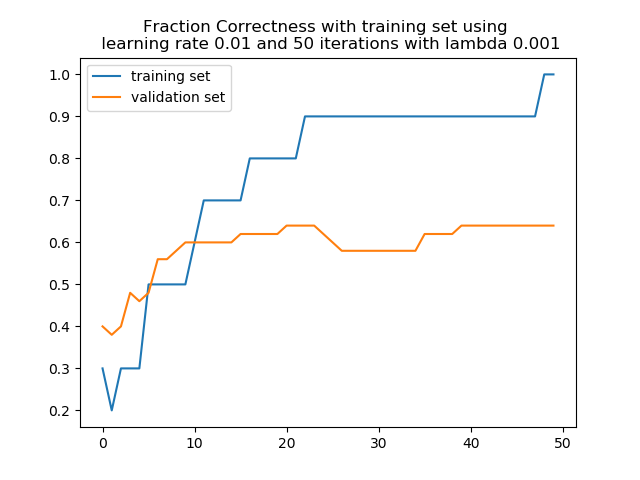 Fraction Correctness with training set using
learning rate 0.01 and 50 iterations with lambda 0.001
training set
validation set
1.0
0.9
0.8
0.7
0.6
0.5
0.4
0.3
0.2
0 10 20 30 40 50